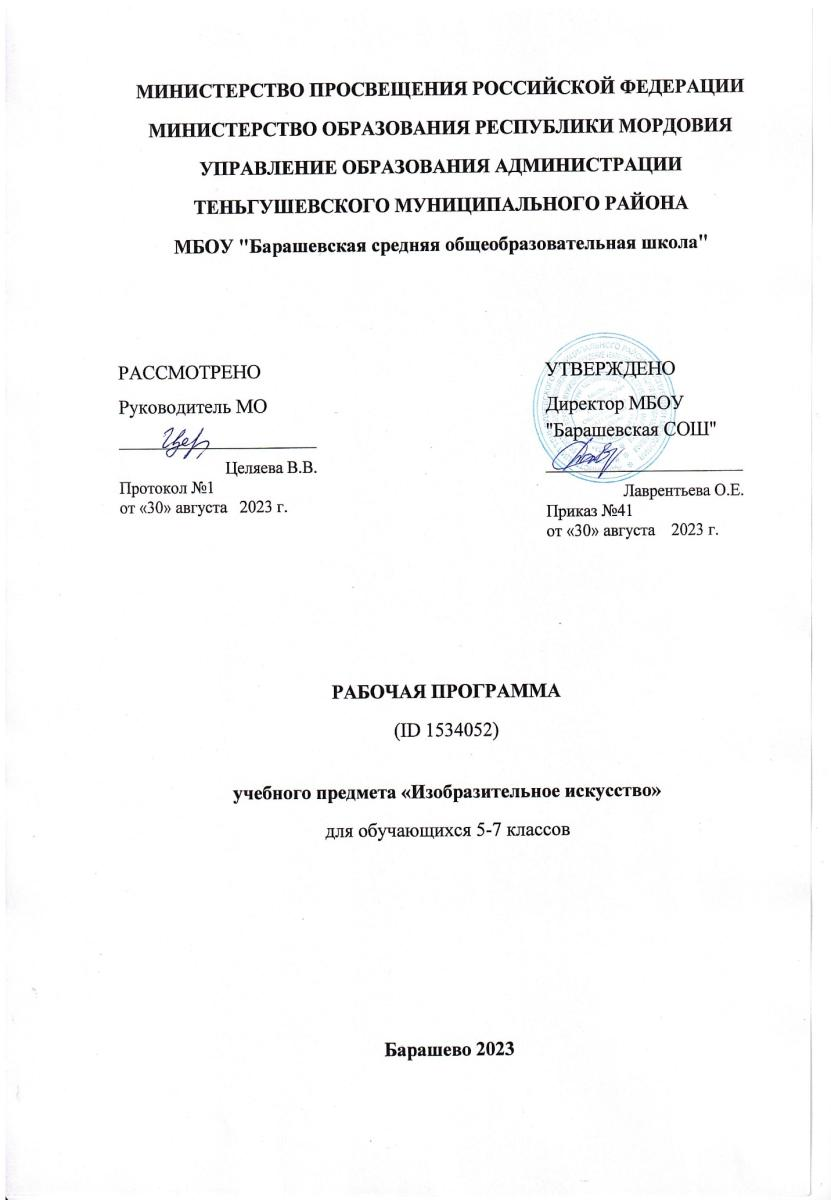 МИНИСТЕРСТВО ПРОСВЕЩЕНИЯ РОССИЙСКОЙ ФЕДЕРАЦИИ
МИНИСТЕРСТВО ОБРАЗОВАНИЯ РЕСПУБЛИКИ МОРДОВИЯ
УПРАВЛЕНИЕ ОБРАЗОВАНИЯ АДМИНИСТРАЦИИ
ТЕНЬГУШЕВСКОГО МУНИЦИПАЛЬНОГО РАЙОНА
МБОУ "Барашевская средняя общеобразовательная школа"
РАССМОТРЕНО
Руководитель МО
Целяева В.В.
Протокол №1
от «30» августа 2023 г.
УТВЕРЖДЕНО
Директор МБОУ
"Барашевская СОШ"
Лаврентьева О.Е.
Приказ №41
от «30» августа 2023 г.
РАБОЧАЯ ПРОГРАММА
(ID 1534052)
учебного предмета «Изобразительное искусство»
для обучающихся 5-7 классов
Барашево 2023